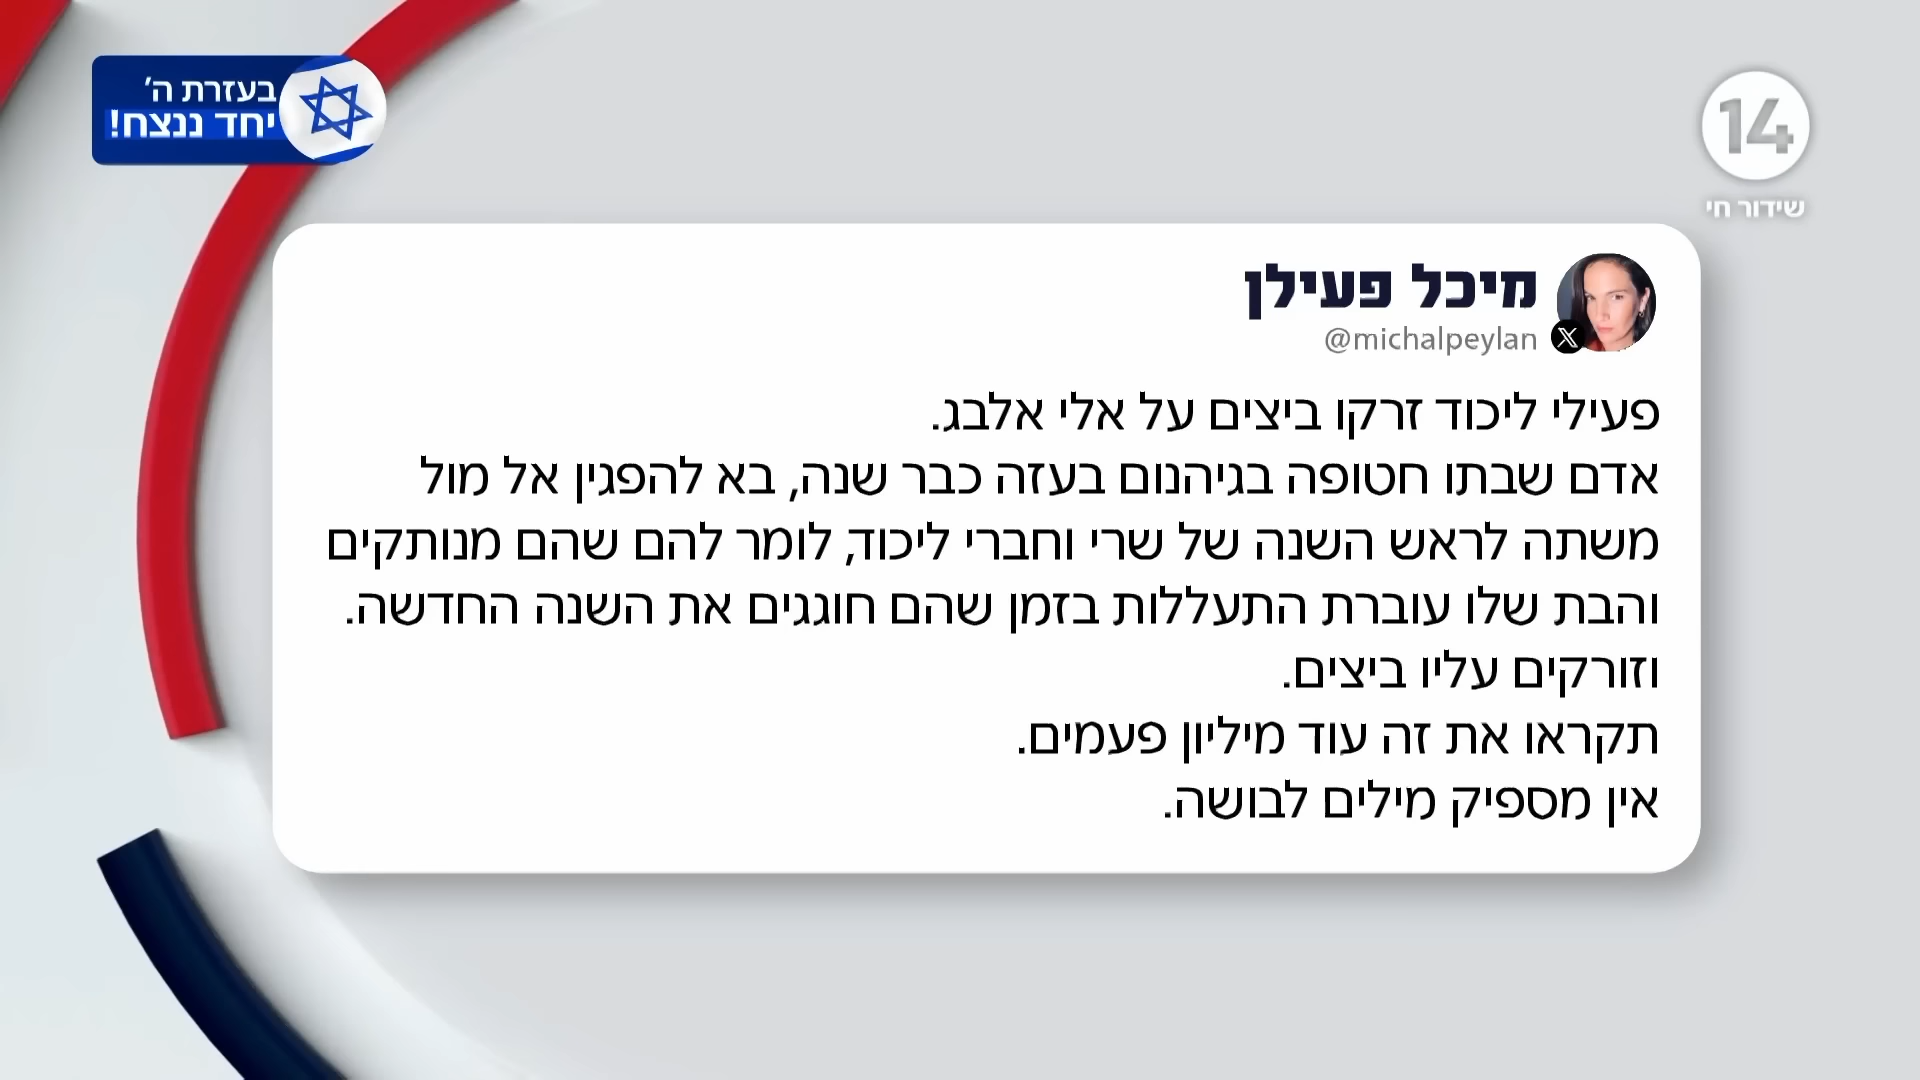 בעזרת ה'
יחד ננצח!
14
שידור חי
מיכל פעילן
@michalpeylan
פעילי ליכוד זרקו ביצים על אלי אלבג.
אדם שבתו חטופה בגיהנום בעזה כבר שנה, בא להפגין אל מול
משתה לראש השנה של שרי וחברי ליכוד, לומר להם שהם מנותקים
והבת שלו עוברת התעללות בזמן שהם חוגגים את השנה החדשה.
וזורקים עליו ביצים.
תקראו את זה עוד מיליון פעמים.
אין מספיק מילים לבושה.